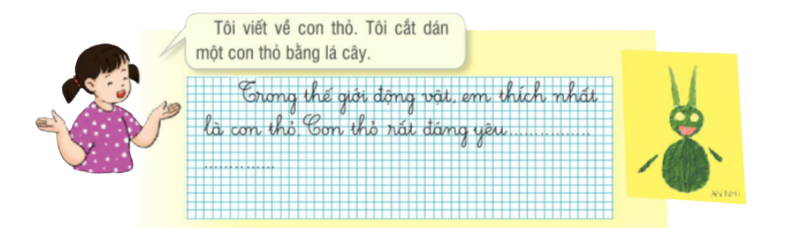 Tôi viết về con thỏ. Tôi cắt dán
một con thỏ bằng lá cây.
Trong thế giới động vật, em thích nhất
là con thỏ. Con thỏ rất đáng yêu...............
.............